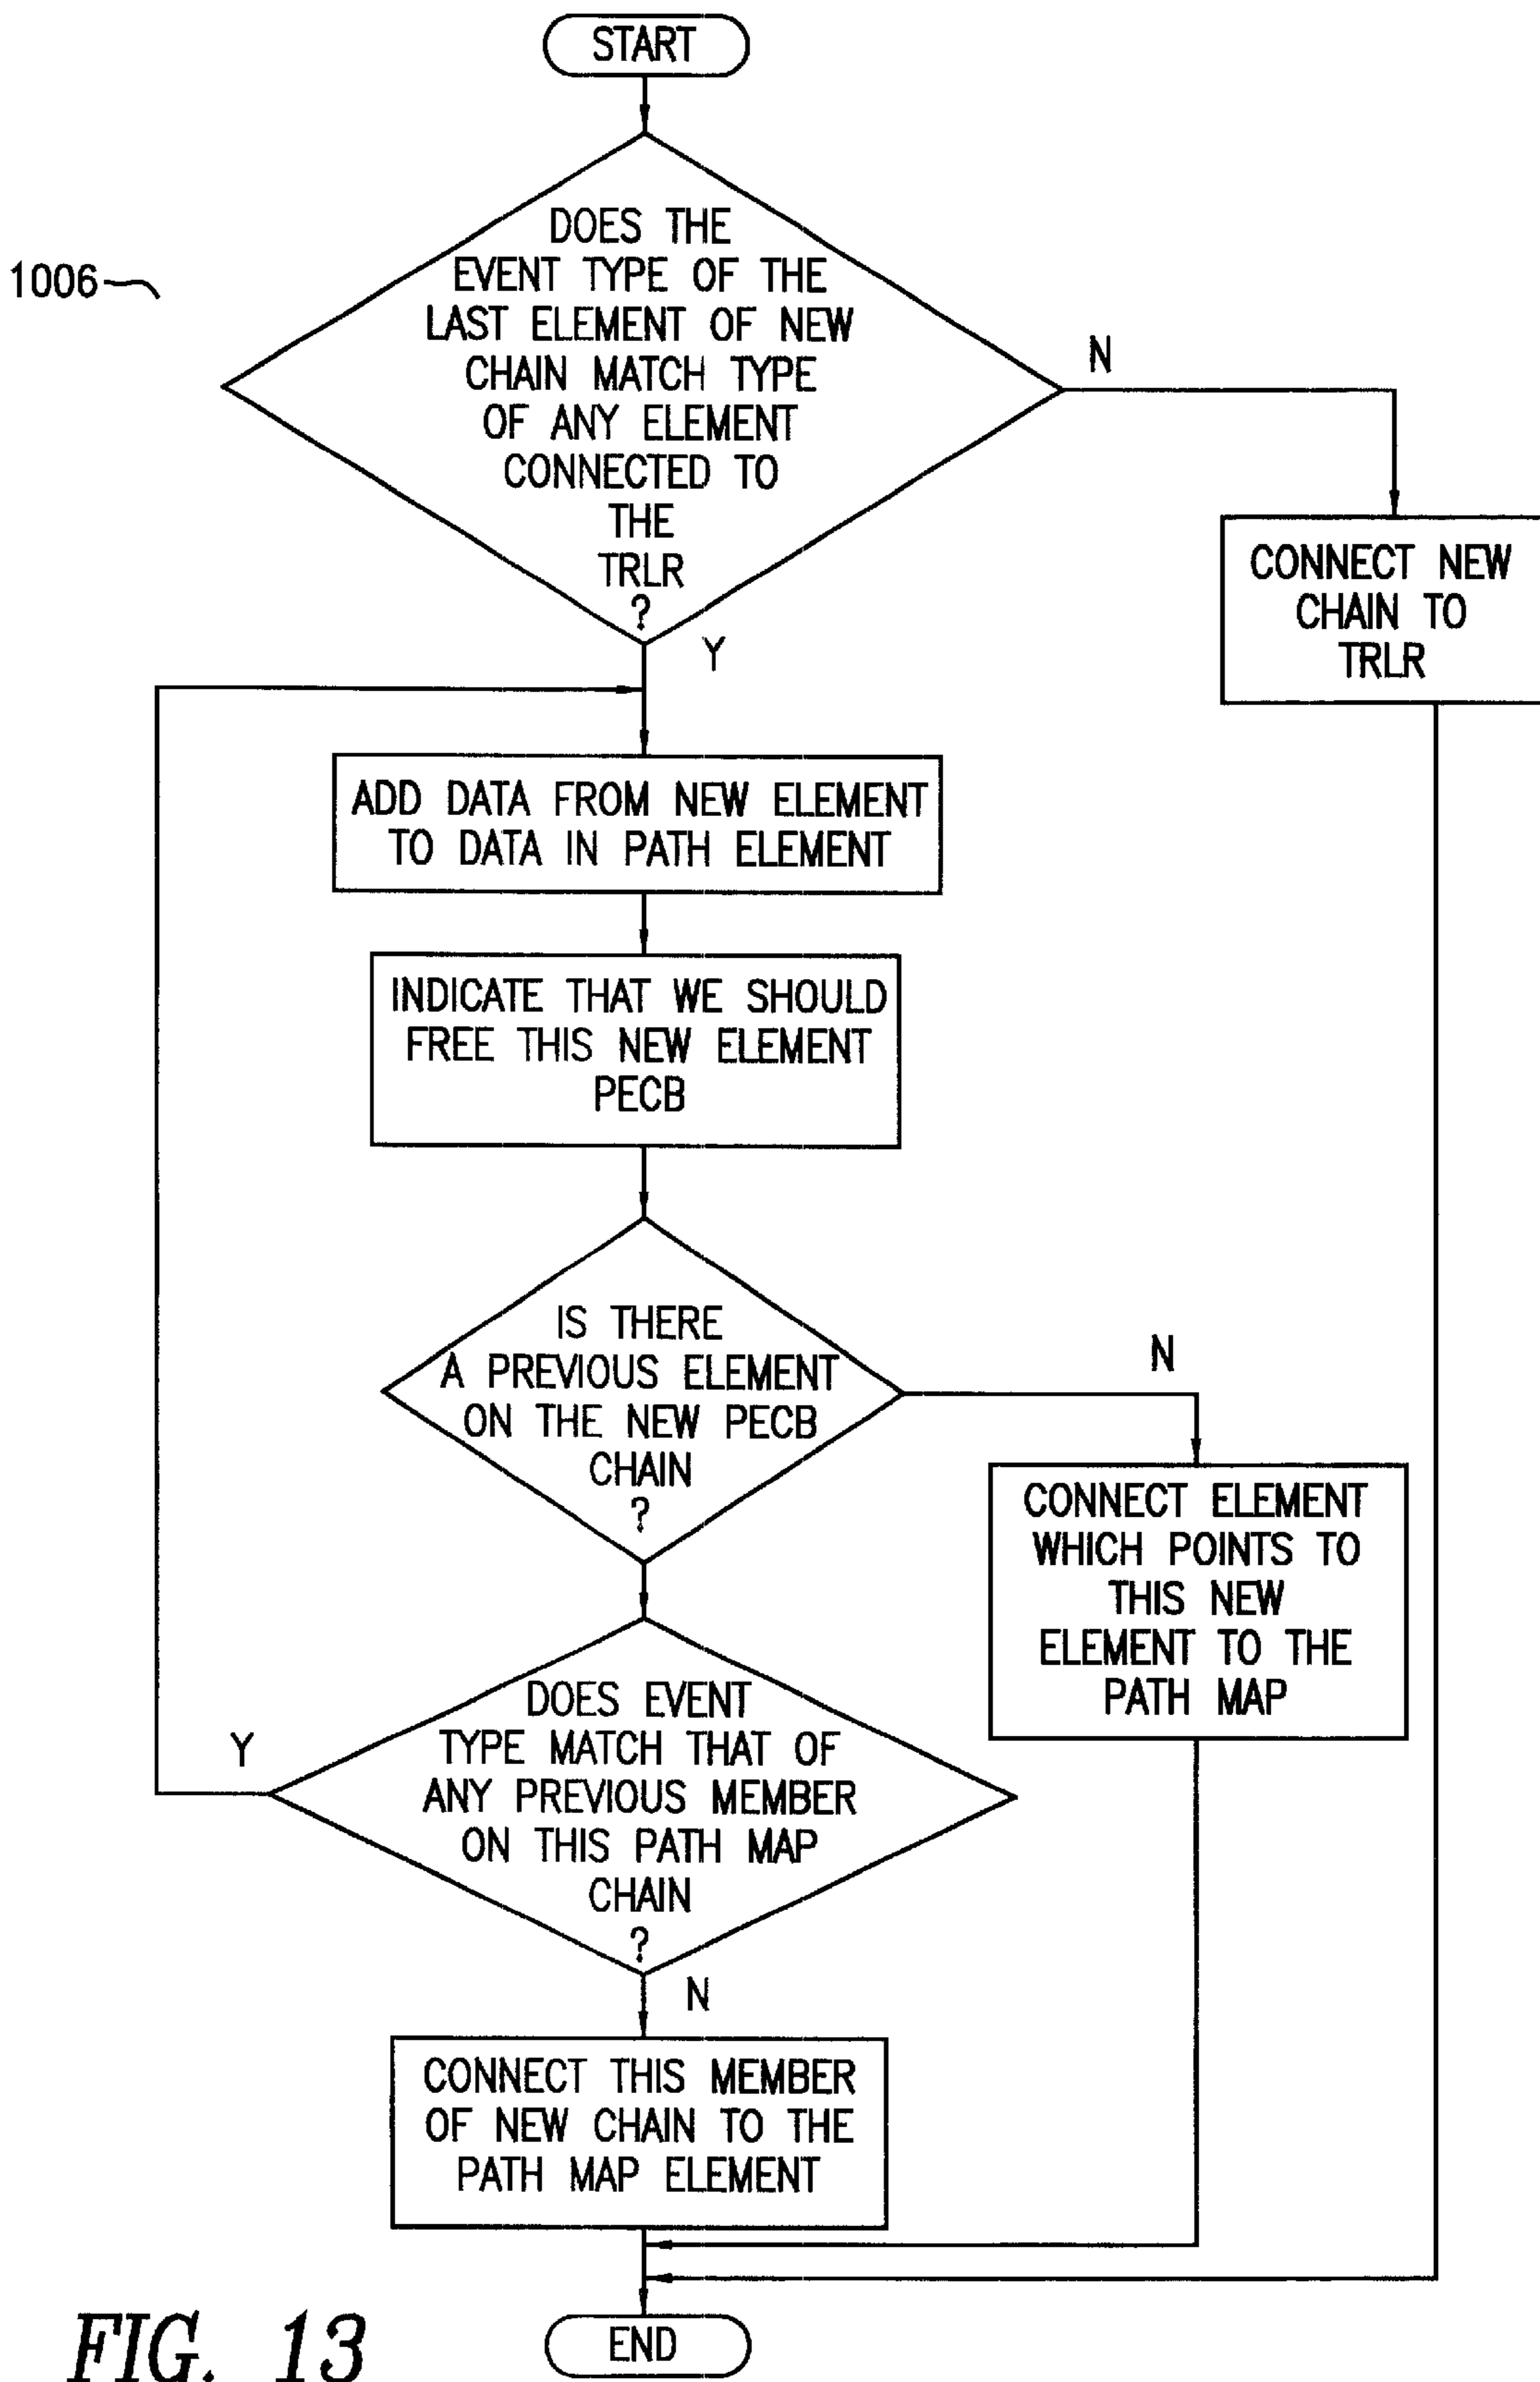 START
1006
DOES THE
EVENT TYPE OF THE
LAST ELEMENT OF NEW
CHAIN MATCH TYPE
OF ANY ELEMENT
CONNECTED TO
THE
TRLR
?
N
Y
CONNECT NEW
CHAIN TO
TRLR
ADD DATA FROM NEW ELEMENT
TO DATA IN PATH ELEMENT
INDICATE THAT WE SHOULD
FREE THIS NEW ELEMENT
PECB
IS THERE
A PREVIOUS ELEMENT
ON THE NEW PECB
CHAIN
?
N
CONNECT ELEMENT
WHICH POINTS TO
THIS NEW
ELEMENT TO THE
PATH MAP
DOES EVENT
TYPE MATCH THAT OF
ANY PREVIOUS MEMBER
ON THIS PATH MAP
CHAIN
?
Y
N
CONNECT THIS MEMBER
OF NEW CHAIN TO THE
PATH MAP ELEMENT
END
FIG. 13